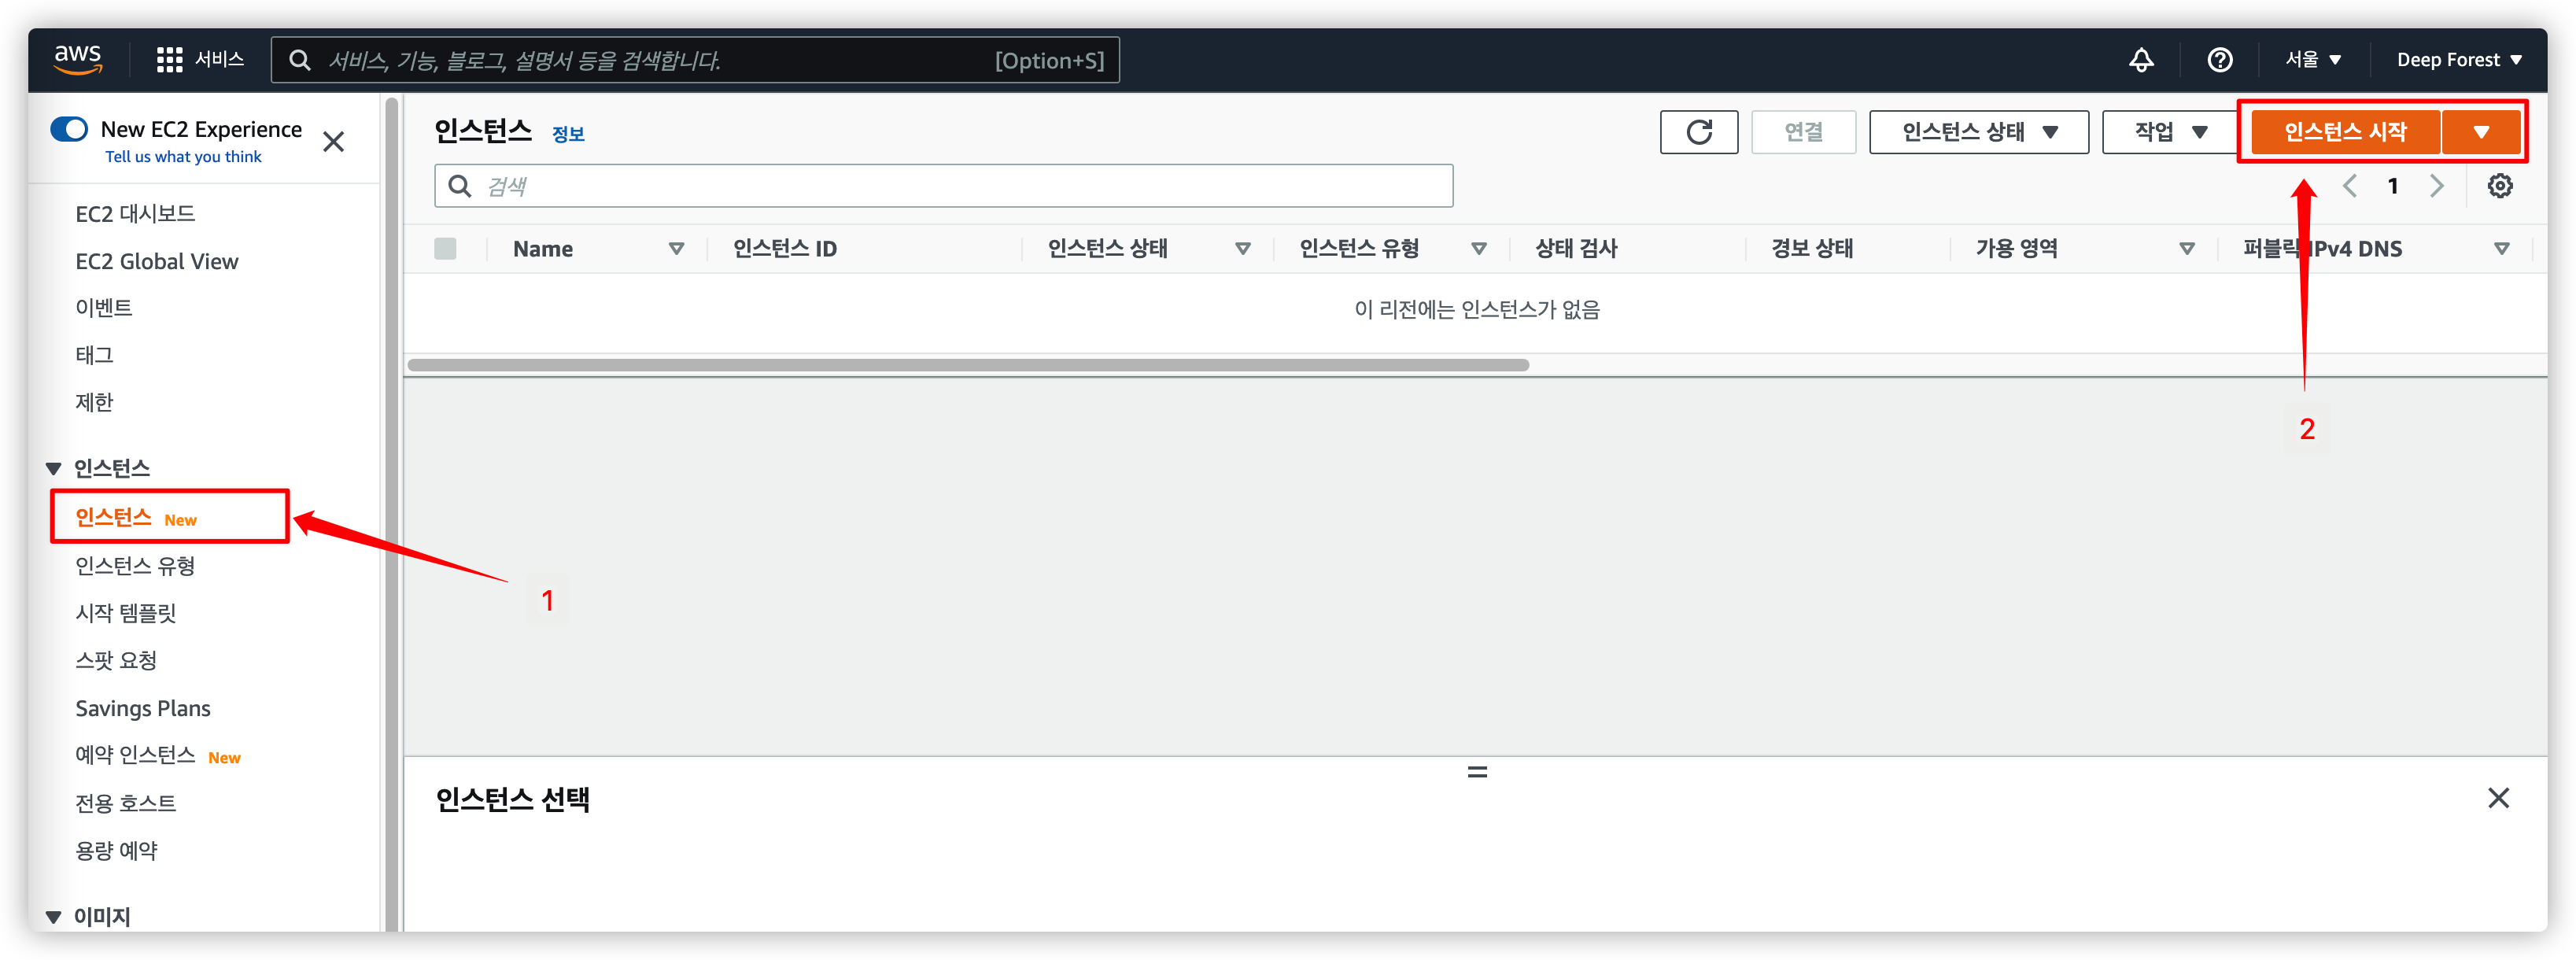 aws 서비스 서비스, 기능, 블로그, 설명서 등을 검색합니다. [Option+S] 서울 Deep Forest
New EC2 Experience
Tell us what you think
EC2 대시보드
EC2 Global View
이벤트
태그
제한
인스턴스
인스턴스 New
인스턴스 유형
시작 템플릿
스팟 요청
Savings Plans
예약 인스턴스 New
전용 호스트
용량 예약
이미지
인스턴스 정보 연결 인스턴스 상태 작업 인스턴스 시작
검색 1
Name 인스턴스 ID 인스턴스 상태 인스턴스 유형 상태 검사 경보 상태 가용 영역 퍼블릭 IPv4 DNS
이 리전에는 인스턴스가 없음
2
1
인스턴스 선택